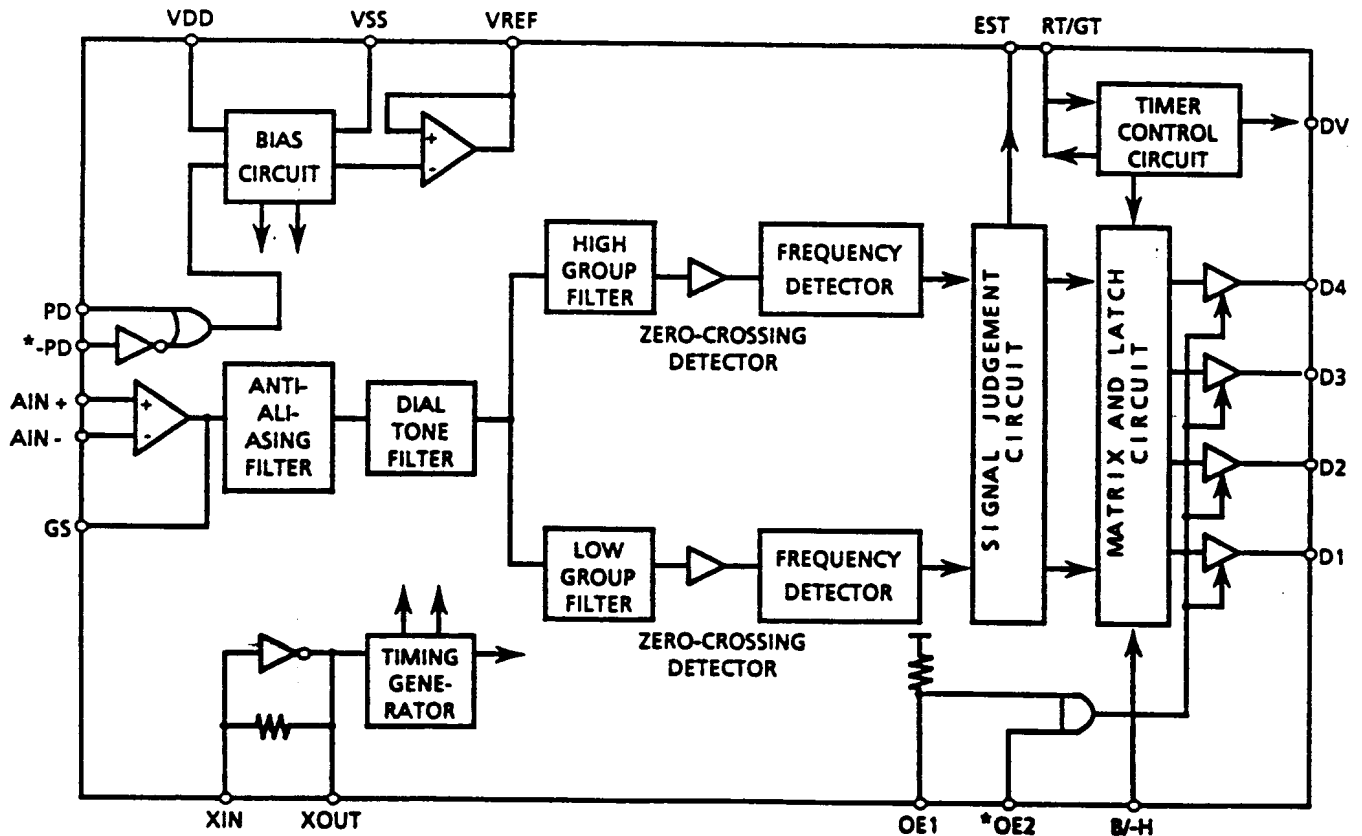 VDD
VSS
VREF
EST
RT/GT
BIAS
CIRCUIT
+
-
TIMER
CONTROL
CIRCUIT
DV
HIGH
GROUP
FILTER
FREQUENCY
DETECTOR
ZERO-CROSSING
DETECTOR
SIGNAL JUDGEMENT
CIRCUIT
MATRIX AND LATCH
CIRCUIT
D4
D3
D2
D1
PD
*-PD
AIN +
AIN -
+
-
GS
ANTI-
ALI-
ASING
FILTER
DIAL
TONE
FILTER
LOW
GROUP
FILTER
FREQUENCY
DETECTOR
ZERO-CROSSING
DETECTOR
TIMING
GENE-
RATOR
XIN
XOUT
OE1
*OE2
B/-H